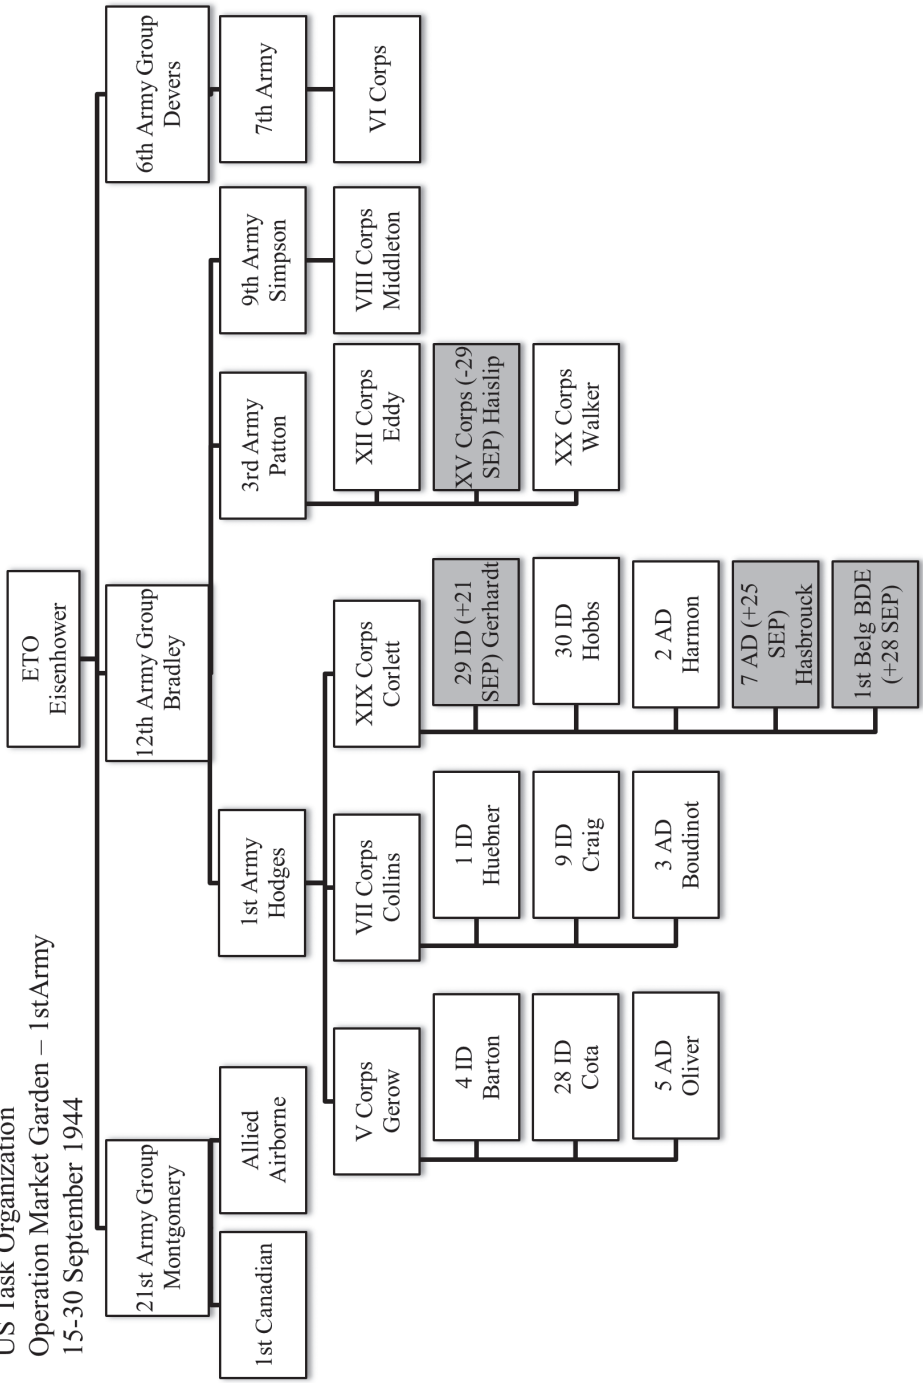 US Task Organization
Operation Market Garden – 1stArmy
15-30 September 1944
ETO
Eisenhower
21st Army Group
Montgomery
12th Army Group
Bradley
6th Army Group
Devers
1st Canadian
Allied
Airborne
1st Army
Hodges
3rd Army
Patton
9th Army
Simpson
7th Army
V Corps
Gerow
VII Corps
Collins
XIX Corps
Corlett
XII Corps
Eddy
VIII Corps
Middleton
VI Corps
4 ID
Barton
1 ID
Huebner
29 ID (+21
SEP) Gerhardt
XV Corps (-29
SEP) Haislip
28 ID
Cota
9 ID
Craig
30 ID
Hobbs
XX Corps
Walker
5 AD
Oliver
3 AD
Boudinot
2 AD
Harmon
7 AD (+25
SEP)
Hasbrouck
1st Belg BDE
(+28 SEP)